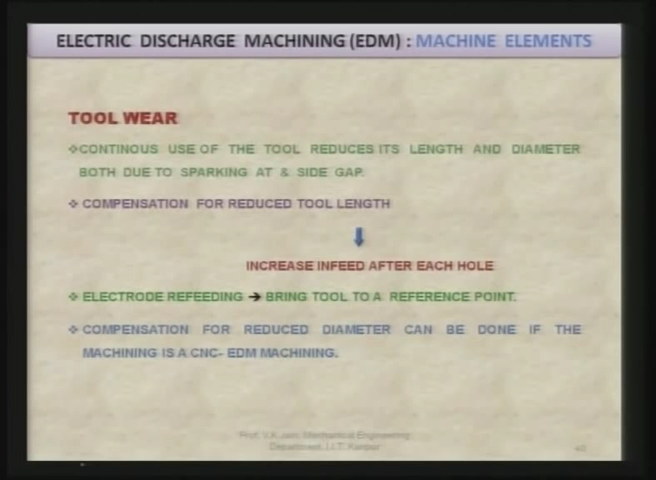 ELECTRIC DISCHARGE MACHINING (EDM) : MACHINE ELEMENTS
TOOL WEAR
❖CONTINOUS USE OF THE TOOL REDUCES ITS LENGTH AND DIAMETER
BOTH DUE TO SPARKING AT & SIDE GAP.
❖ COMPENSATION FOR REDUCED TOOL LENGTH
INCREASE INFEED AFTER EACH HOLE
❖ ELECTRODE REFEEDING ➔ BRING TOOL TO A REFERENCE POINT.
❖ COMPENSATION FOR REDUCED DIAMETER CAN BE DONE IF THE
MACHINING IS A CNC- EDM MACHINING.
Prof. V.K.Jain, Mechanical Engineering
Department, I.I.T. Kanpur